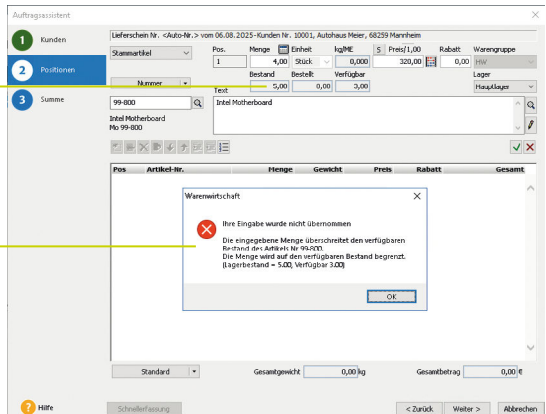 Auftragsassistent
1 Kunden
2 Positionen
3 Summe
Lieferschein Nr. <Auto-Nr.> vom 06.08.2025-Kunden Nr. 10001, Autohaus Meier, 68259 Mannheim
Stammartikel
Pos. Menge Einheit kg/ME S Preis/1,00 Rabatt Warengruppe
1 4,00 Stück 0,000 320,00 0,00 HW
Bestand Bestellt Verfügbar Lager
Nummer 5,00 0,00 3,00 Hauptlager
Text
99-800 Intel Motherboard
Intel Motherboard
Mo 99-800
Pos Artikel-Nr. Menge Gewicht Preis Rabatt Gesamt
Warenwirtschaft
Ihre Eingabe wurde nicht übernommen
Die eingegebene Menge überschreitet den verfügbaren
Bestand des Artikels Nr 99-800.
Die Menge wird auf den verfügbaren Bestand begrenzt.
(Lagerbestand = 5.00, Verfügbar 3.00)
OK
Standard Gesamtgewicht 0,00 kg Gesamtbetrag 0,00 €
? Hilfe Schnellerfassung < Zurück Weiter > Abbrechen